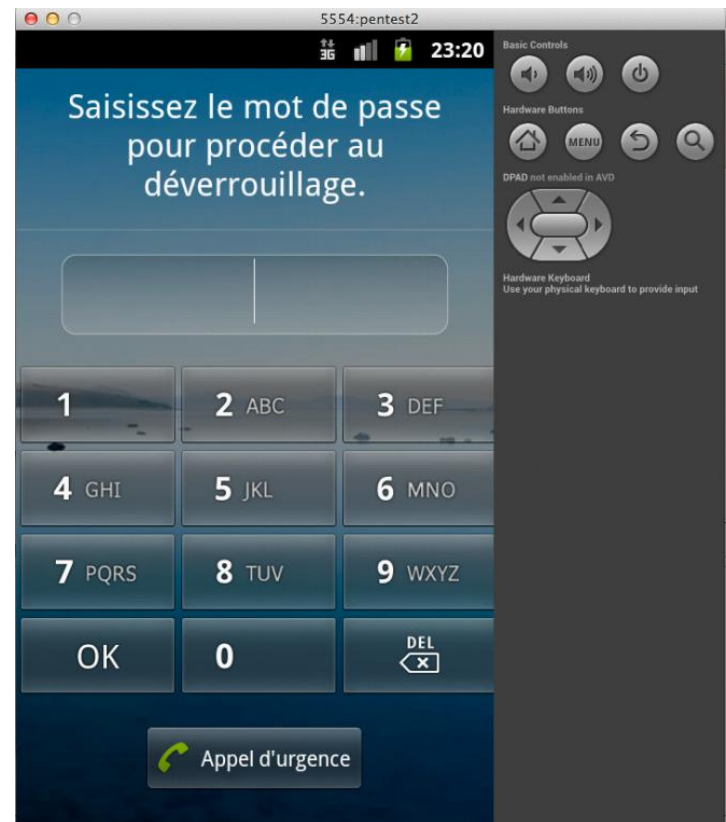 5554:pentest2
3G 23:20
Saisissez le mot de passe
pour procéder au
déverrouillage.
1 2 ABC 3 DEF
4 GHI 5 JKL 6 MNO
7 PQRS 8 TUV 9 WXYZ
OK 0 DEL
Appel d'urgence
Basic Controls
Hardware Buttons
MENU
DPAD not enabled in AVD
Hardware Keyboard
Use your physical keyboard to provide input